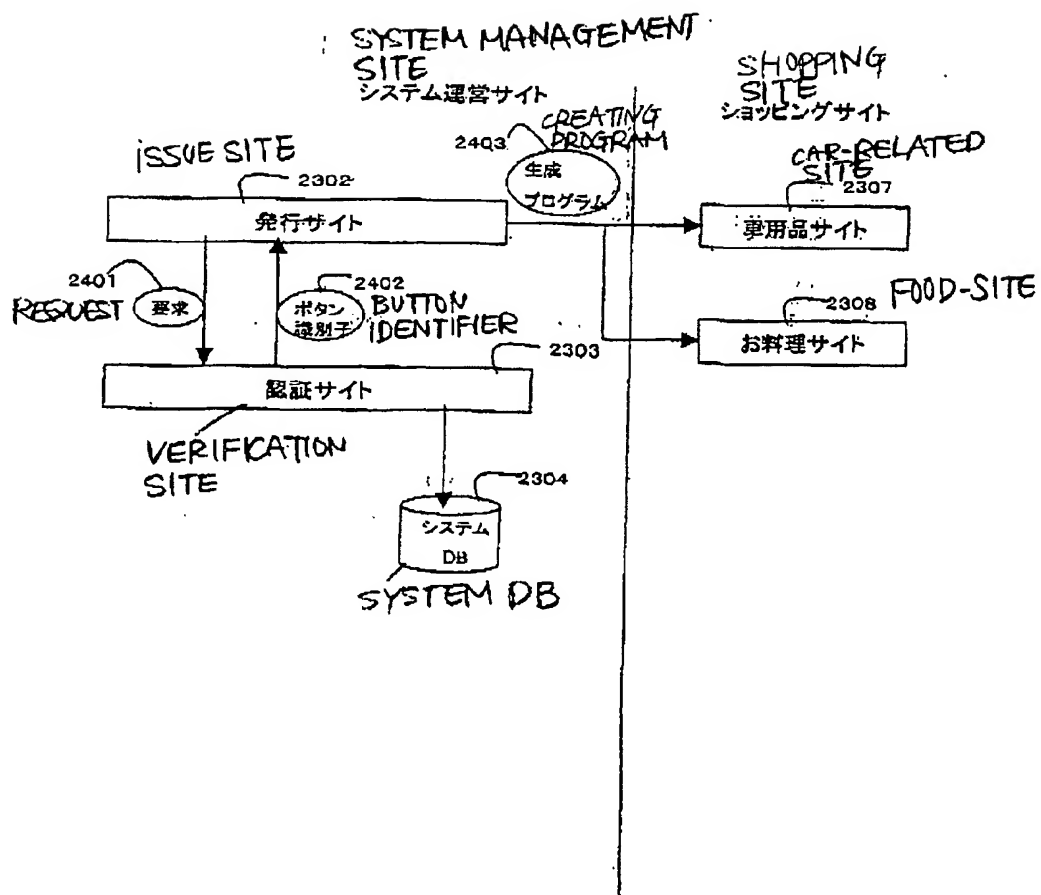 SYSTEM MANAGEMENT
SITE
システム運営サイト
SHOPPING
SITE
ショッピングサイト
2403
CREATING
PROGRAM
生成
プログラム
ISSUE SITE
2302
発行サイト
CAR-RELATED
SITE
2307
車用品サイト
2401
REQUEST
要求
2402
ボタン
識別子
BUTTON
IDENTIFIER
2308
FOOD-SITE
お料理サイト
2303
認証サイト
VERIFICATION
SITE
2304
システム
DB
SYSTEM DB